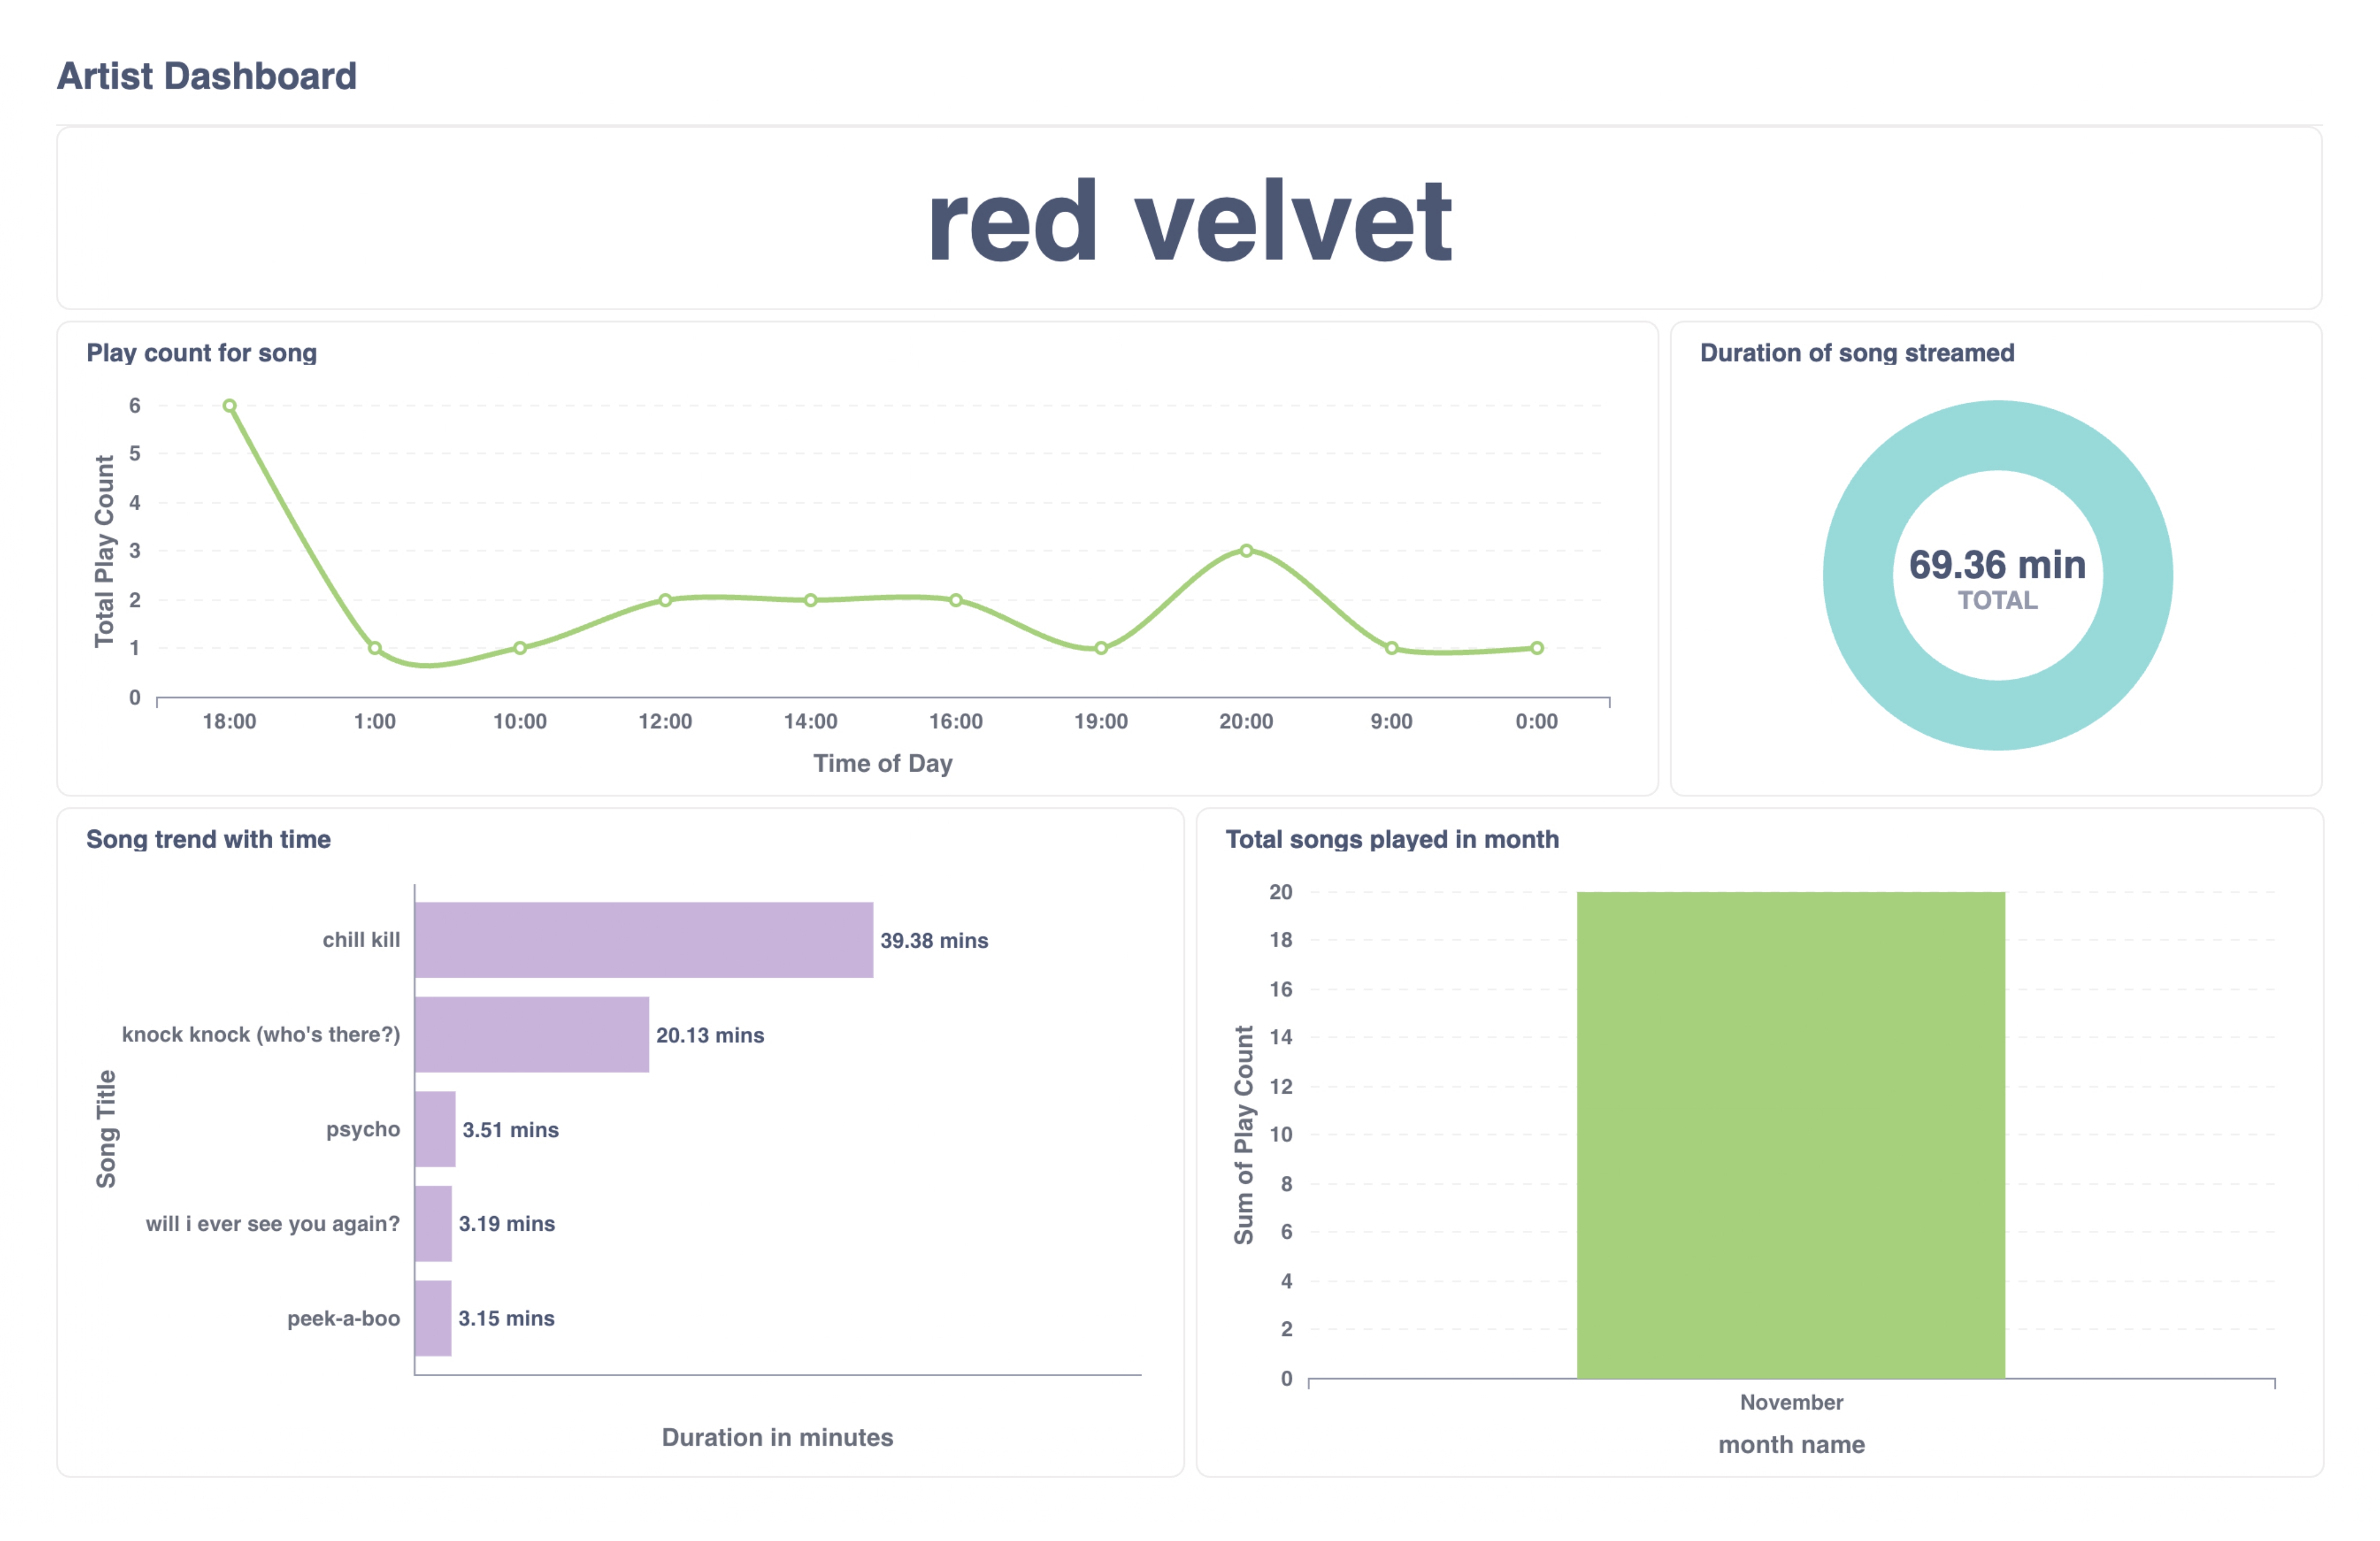 Artist Dashboard
red velvet
Play count for song
Total Play Count
6
5
4
3
2
1
0
18:00 1:00 10:00 12:00 14:00 16:00 19:00 20:00 9:00 0:00
Time of Day
Duration of song streamed
69.36 min
TOTAL
Song trend with time
Song Title
chill kill 39.38 mins
knock knock (who's there?) 20.13 mins
psycho 3.51 mins
will i ever see you again? 3.19 mins
peek-a-boo 3.15 mins
Duration in minutes
Total songs played in month
Sum of Play Count
20
18
16
14
12
10
8
6
4
2
0
November
month name